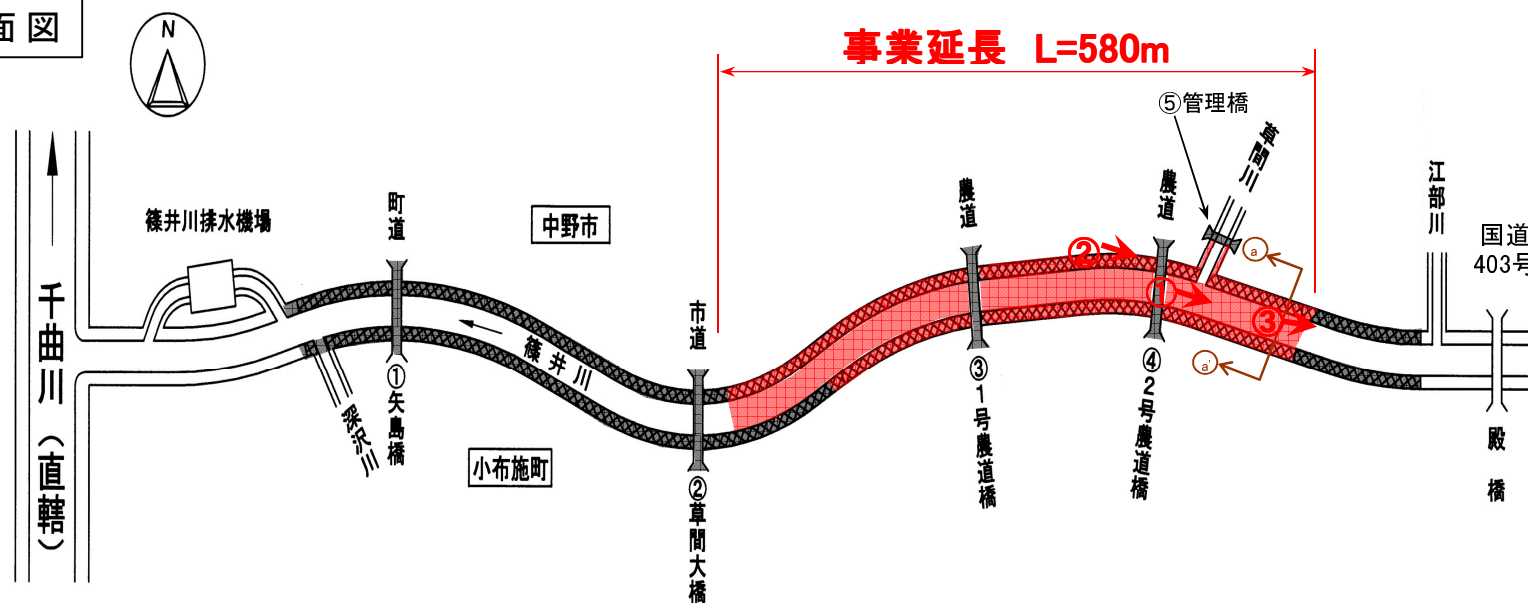 面図
N
事業延長 L=580m
⑤管理橋
草間川
農道
農道
江部川
国道
403号
町道
中野市
篠井川排水機場
②
a
①
③
a'
千曲川(直轄)
市道
篠井川
①矢島橋
深沢川
小布施町
②草間大橋
③1号農道橋
④2号農道橋
殿橋